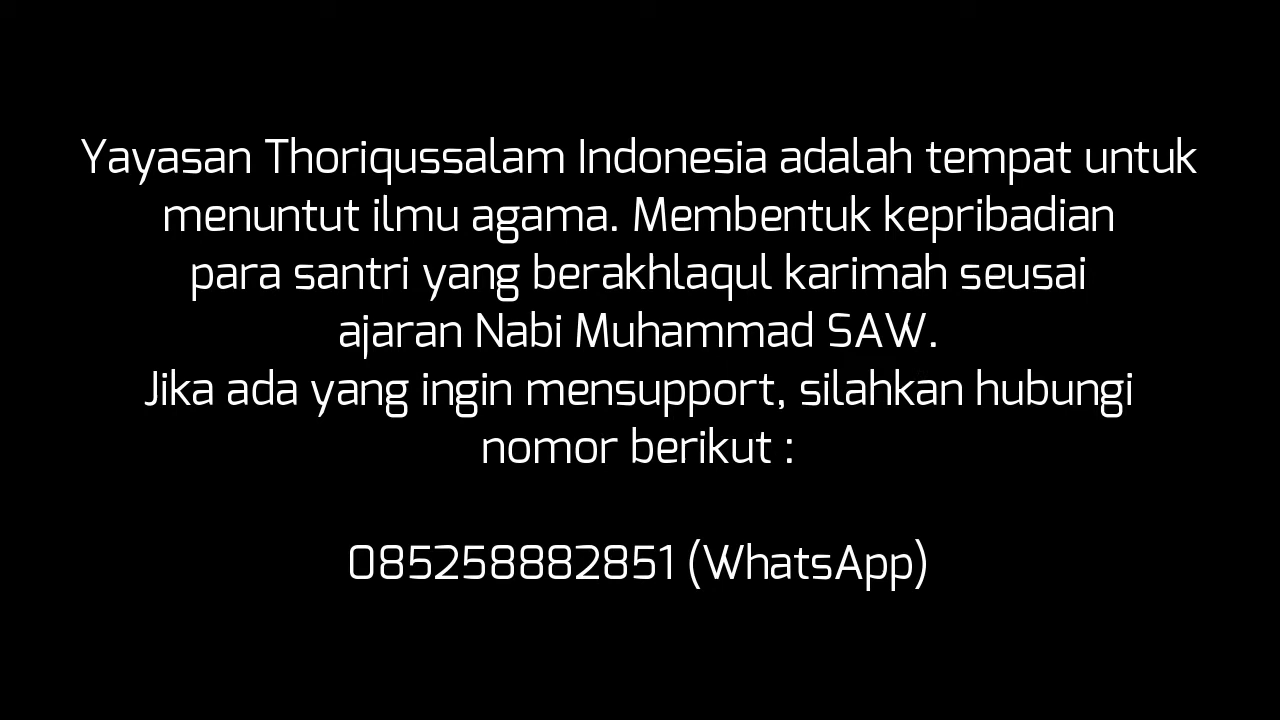 Yayasan Thoriqussalam Indonesia adalah tempat untuk
menuntut ilmu agama. Membentuk kepribadian
para santri yang berakhlaqul karimah seusai
ajaran Nabi Muhammad SAW.
Jika ada yang ingin mensupport, silahkan hubungi
nomor berikut :
085258882851 (WhatsApp)